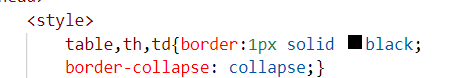 <style>
table,th,td{border:1px solid black;
border-collapse: collapse;}